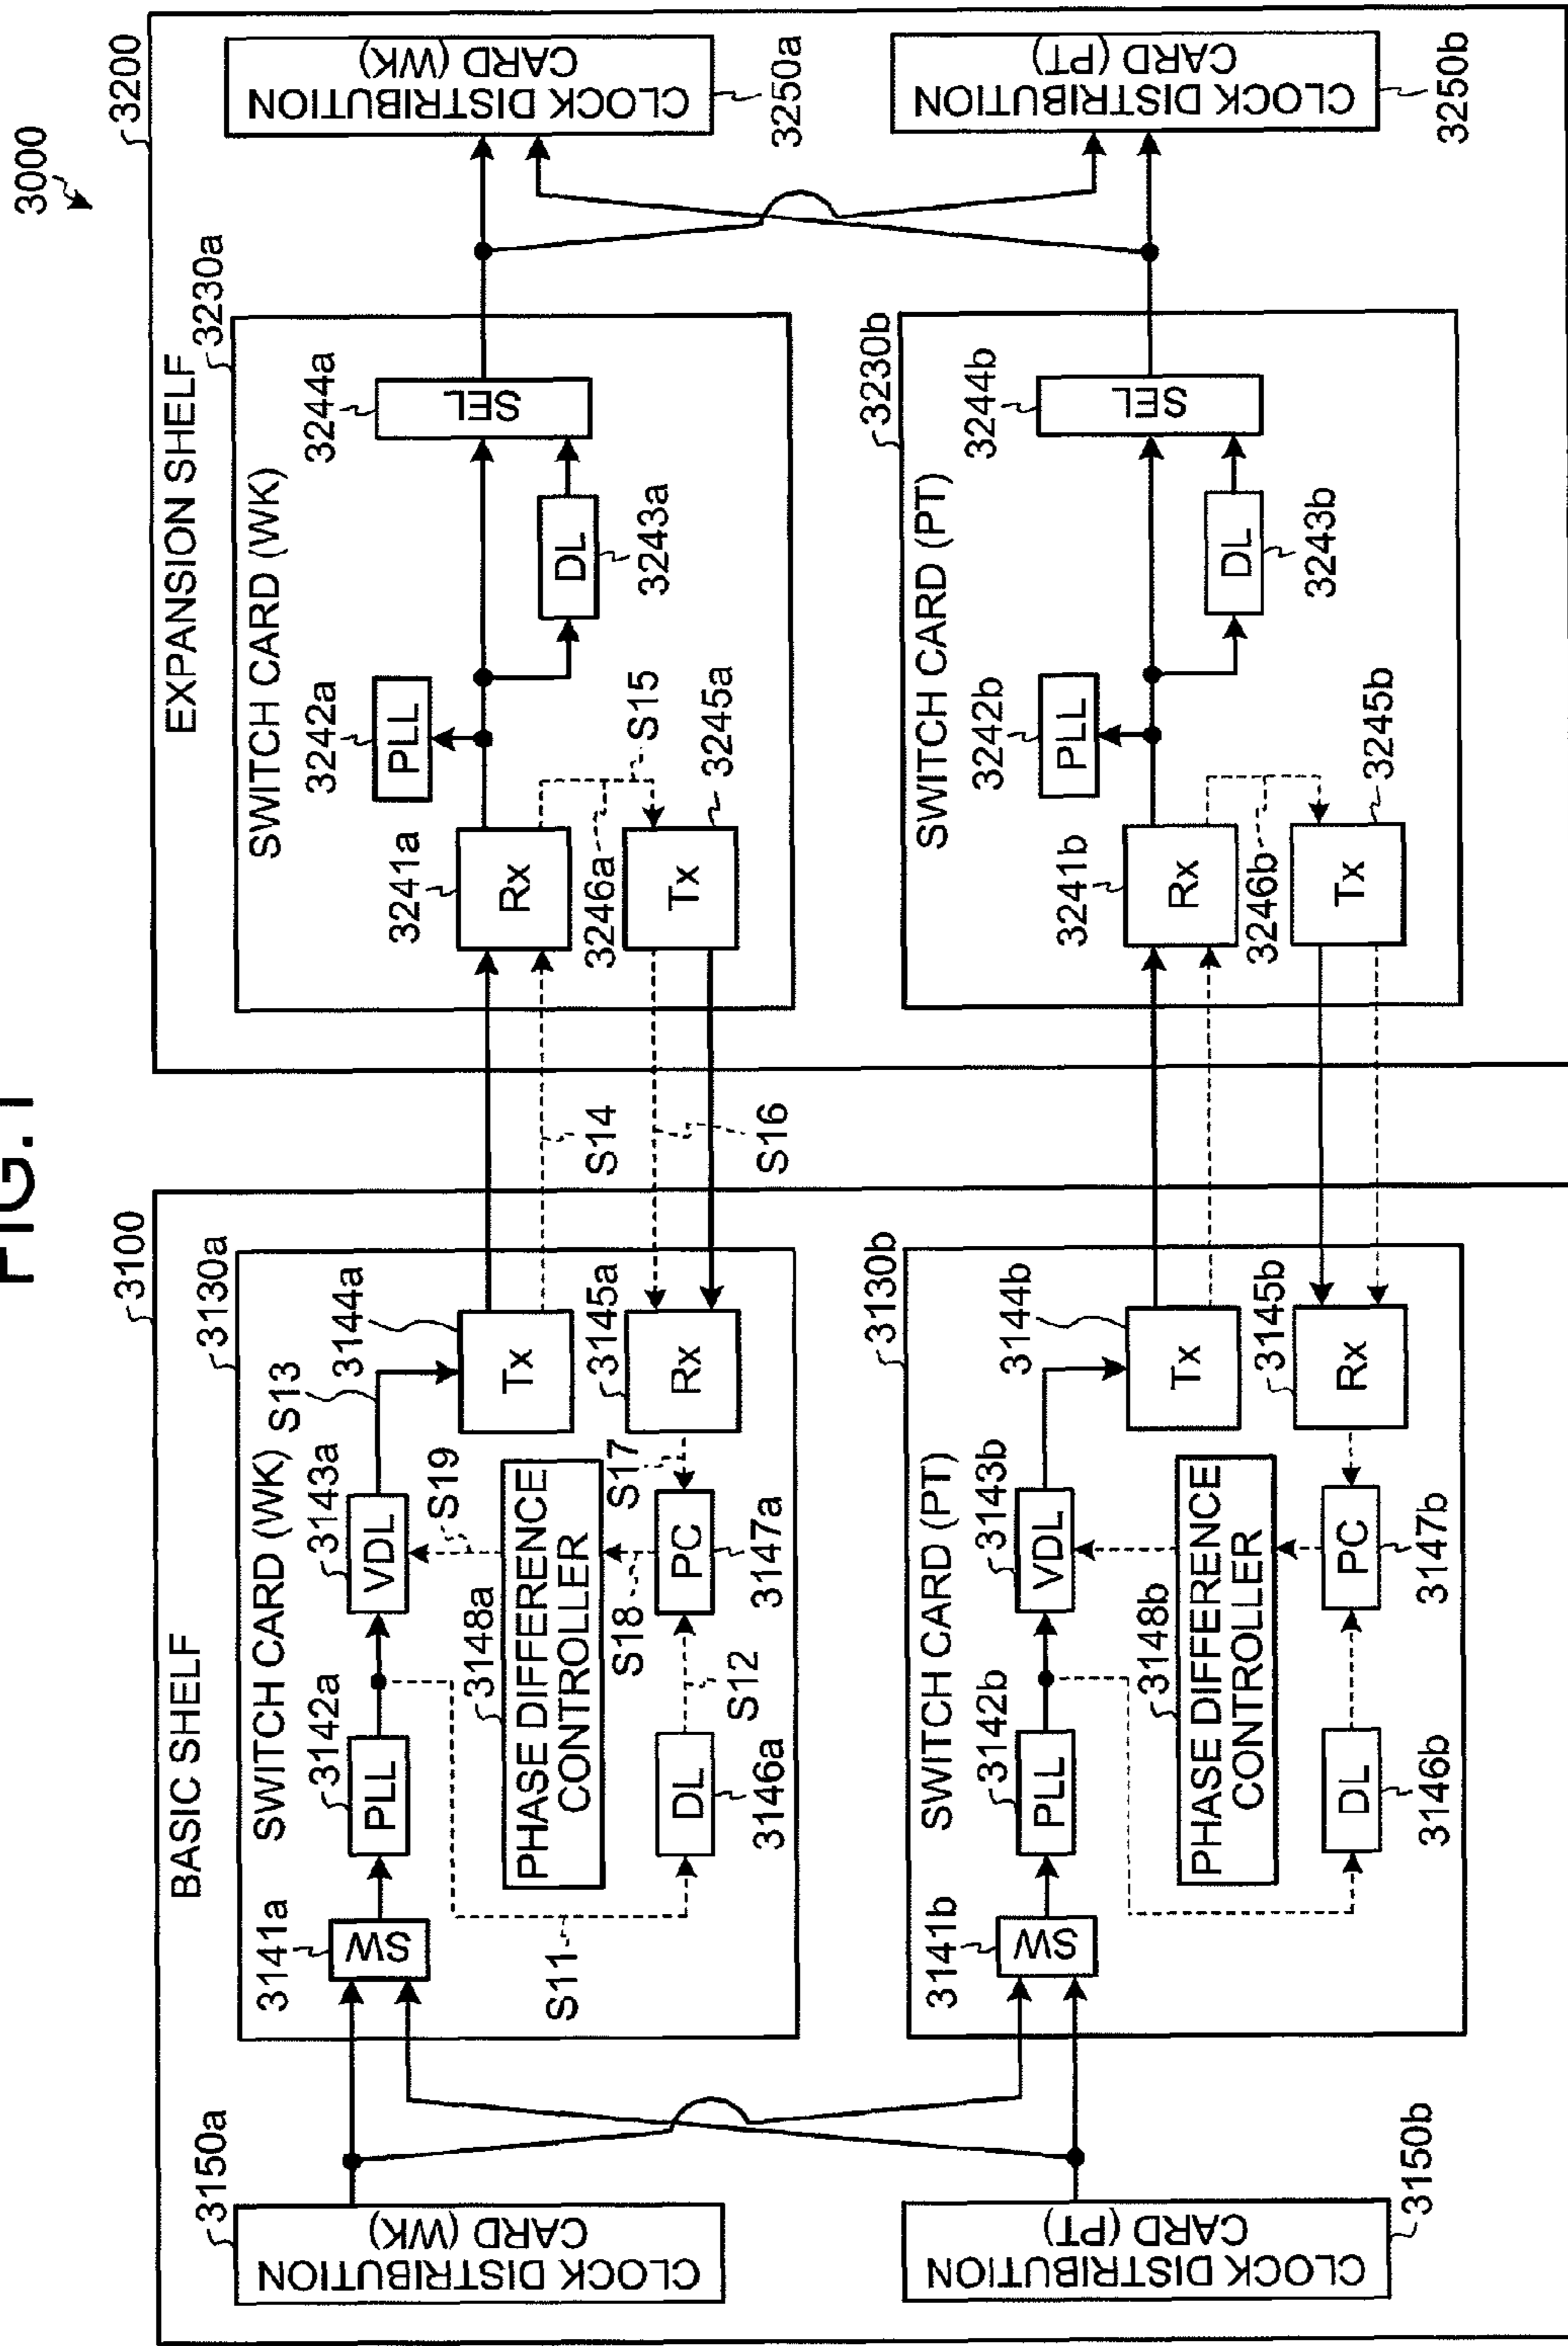 FIG. 1
3000
BASIC SHELF
3100
3150a
CLOCK DISTRIBUTION
CARD (WK)
3150b
CLOCK DISTRIBUTION
CARD (PT)
SWITCH CARD (WK)
3130a
3141a
SW
3142a
PLL
3143a
VDL
S13
3144a
Tx
S19
3148a
PHASE DIFFERENCE
CONTROLLER
S18
S17
3145a
Rx
S11
DL
3146a
S12
PC
3147a
SWITCH CARD (PT)
3130b
3141b
SW
3142b
PLL
3143b
VDL
3144b
Tx
3148b
PHASE DIFFERENCE
CONTROLLER
3145b
Rx
DL
3146b
PC
3147b
S14
S16
EXPANSION SHELF
3200
SWITCH CARD (WK)
3230a
3241a
Rx
3242a
PLL
3244a
SEL
DL
3243a
3246a
S15
Tx
3245a
SWITCH CARD (PT)
3230b
3241b
Rx
3242b
PLL
3244b
SEL
DL
3243b
3246b
Tx
3245b
CLOCK DISTRIBUTION
CARD (WK)
3250a
CLOCK DISTRIBUTION
CARD (PT)
3250b